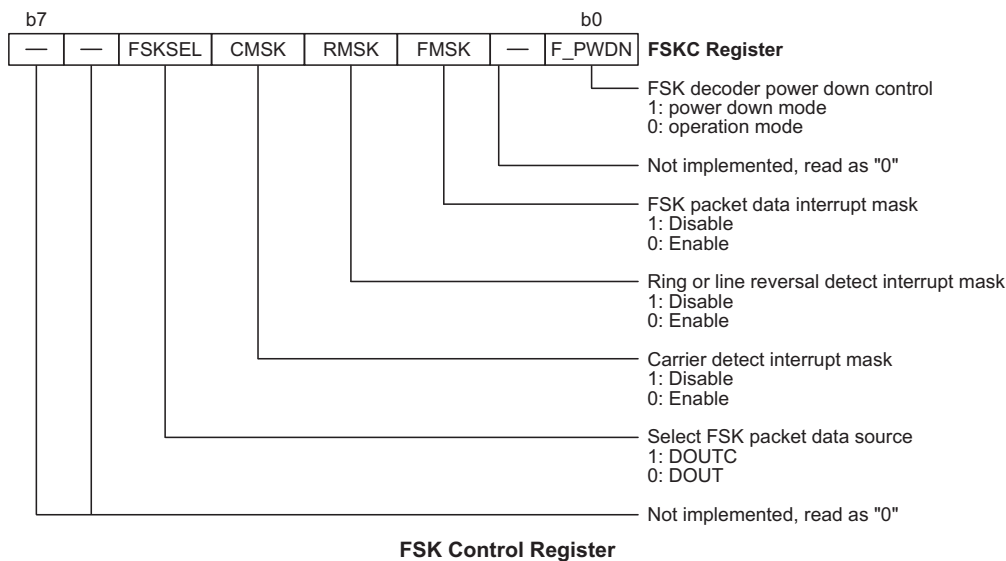 b7 b0
— — FSKSEL CMSK RMSK FMSK — F_PWDN FSKC Register
FSK decoder power down control
1: power down mode
0: operation mode
Not implemented, read as "0"
FSK packet data interrupt mask
1: Disable
0: Enable
Ring or line reversal detect interrupt mask
1: Disable
0: Enable
Carrier detect interrupt mask
1: Disable
0: Enable
Select FSK packet data source
1: DOUTC
0: DOUT
Not implemented, read as "0"
FSK Control Register